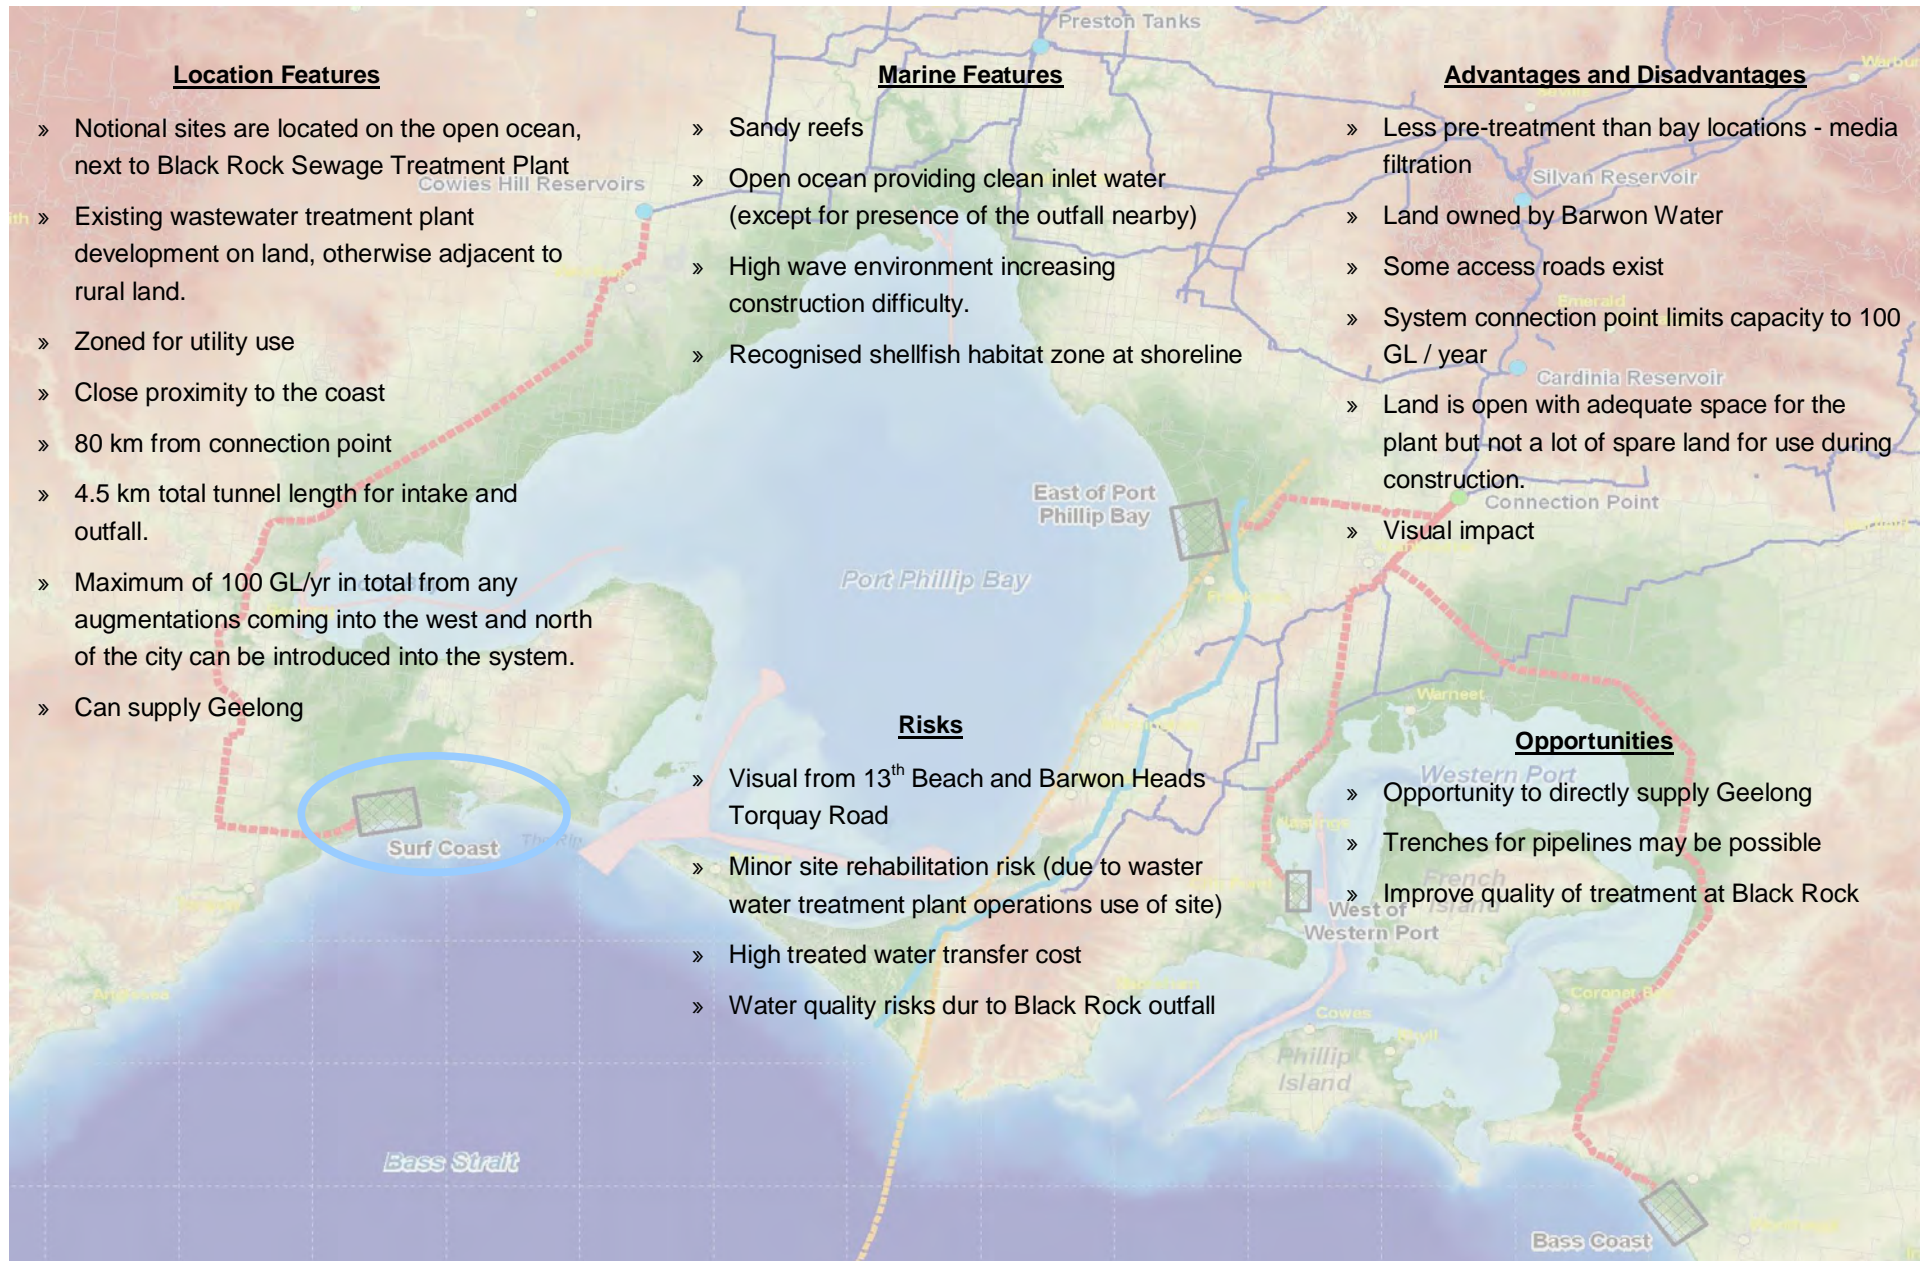 Preston Tanks
Warbur
Location Features
» Notional sites are located on the open ocean,
next to Black Rock Sewage Treatment Plant
» Existing wastewater treatment plant
development on land, otherwise adjacent to
rural land.
» Zoned for utility use
» Close proximity to the coast
» 80 km from connection point
» 4.5 km total tunnel length for intake and
outfall.
» Maximum of 100 GL/yr in total from any
augmentations coming into the west and north
of the city can be introduced into the system.
» Can supply Geelong
Marine Features
» Sandy reefs
» Open ocean providing clean inlet water
(except for presence of the outfall nearby)
» High wave environment increasing
construction difficulty.
» Recognised shellfish habitat zone at shoreline
Advantages and Disadvantages
» Less pre-treatment than bay locations - media
filtration
» Land owned by Barwon Water
» Some access roads exist
» System connection point limits capacity to 100
GL / year
» Land is open with adequate space for the
plant but not a lot of spare land for use during
construction.
» Visual impact
Risks
» Visual from 13th Beach and Barwon Heads
Torquay Road
» Minor site rehabilitation risk (due to waster
water treatment plant operations use of site)
» High treated water transfer cost
» Water quality risks dur to Black Rock outfall
Opportunities
» Opportunity to directly supply Geelong
» Trenches for pipelines may be possible
» Improve quality of treatment at Black Rock
Cowies Hill Reservoirs
Silvan Reservoir
Emerald
Cardinia Reservoir
Connection Point
East of Port
Phillip Bay
Port Phillip Bay
Warneet
Western Port
Hastings
French
Island
West of
Western Port
Surf Coast
The Rip
Coronet Bay
Cowes
Rhyll
Phillip
Island
Bass Strait
Bass Coast